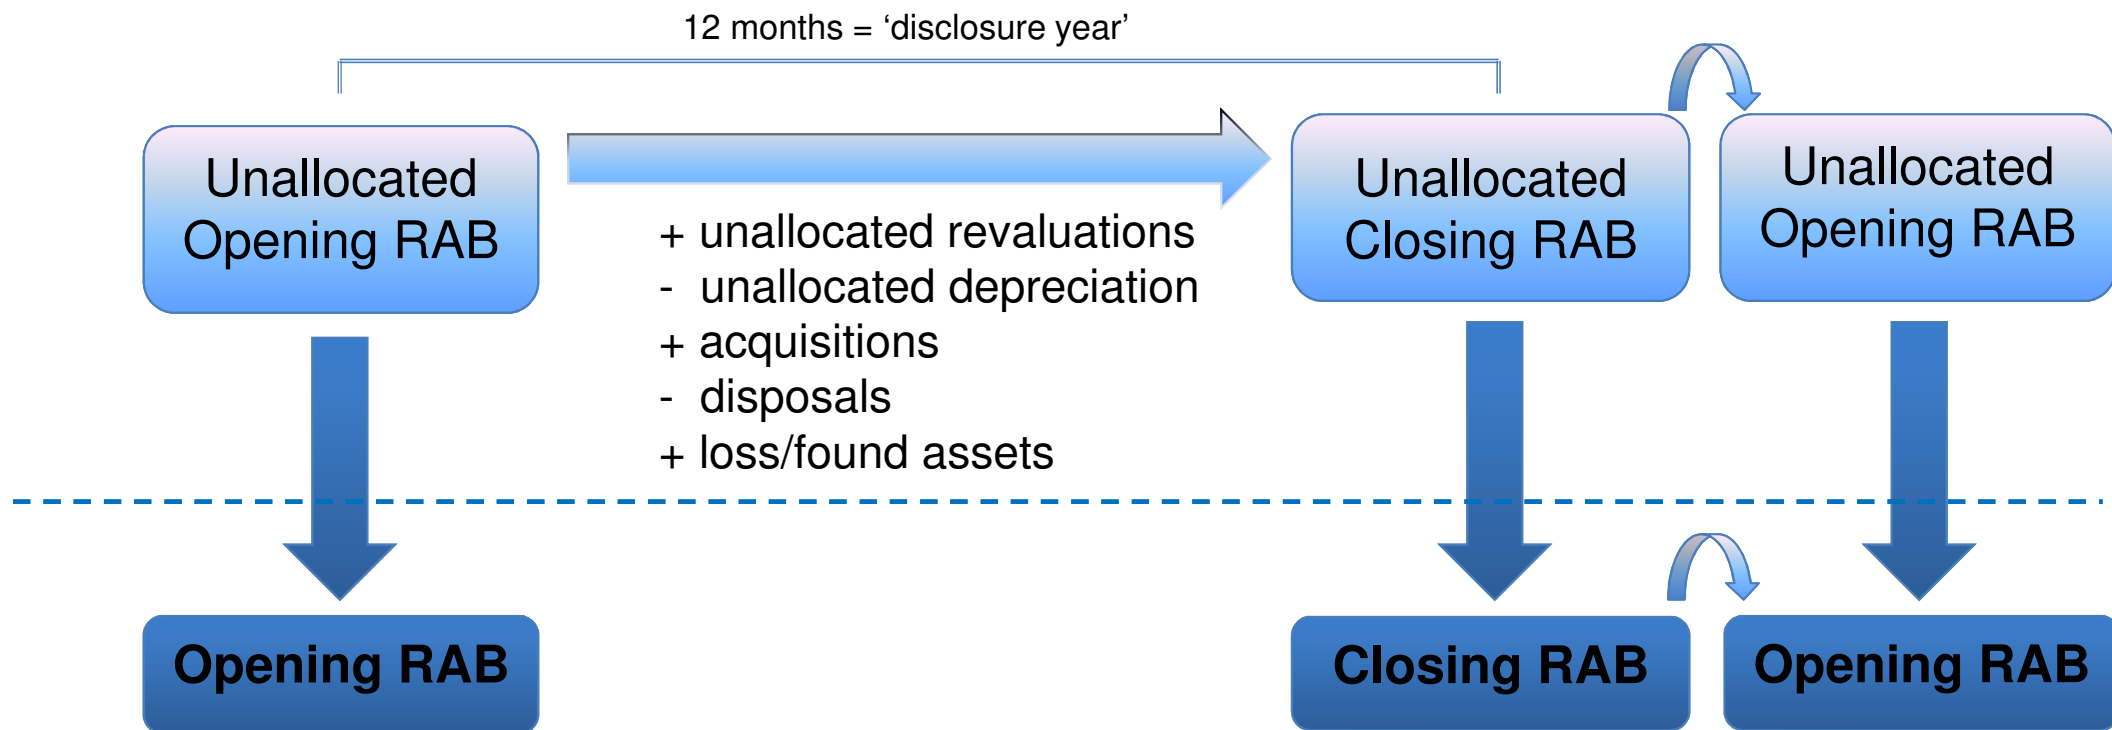 12 months = ‘disclosure year’
Unallocated
Opening RAB
+ unallocated revaluations
- unallocated depreciation
+ acquisitions
- disposals
+ loss/found assets
Unallocated
Closing RAB
Unallocated
Opening RAB
Opening RAB
Closing RAB
Opening RAB